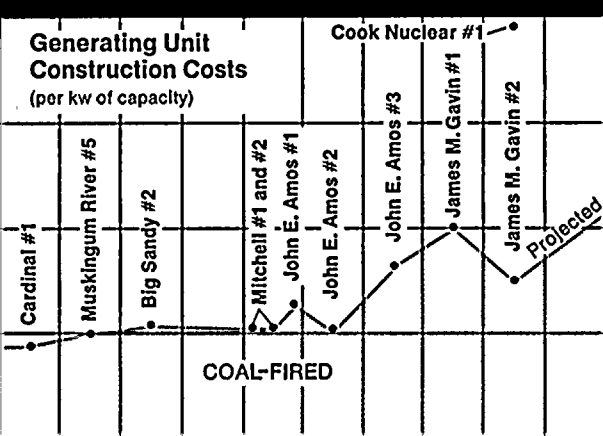 Generating Unit
Construction Costs
(per kw of capacity)
Cook Nuclear #1
Cardinal #1
Muskingum River #5
Big Sandy #2
Mitchell #1 and #2
John E. Amos #1
John E. Amos #2
John E. Amos #3
James M. Gavin #1
James M. Gavin #2
Projected
COAL-FIRED